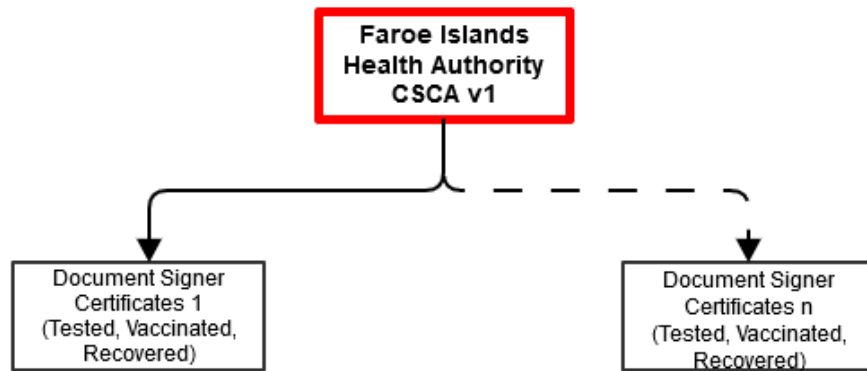 Faroe Islands
Health Authority
CSCA v1
Document Signer
Certificates 1
(Tested, Vaccinated,
Recovered)
Document Signer
Certificates n
(Tested, Vaccinated,
Recovered)